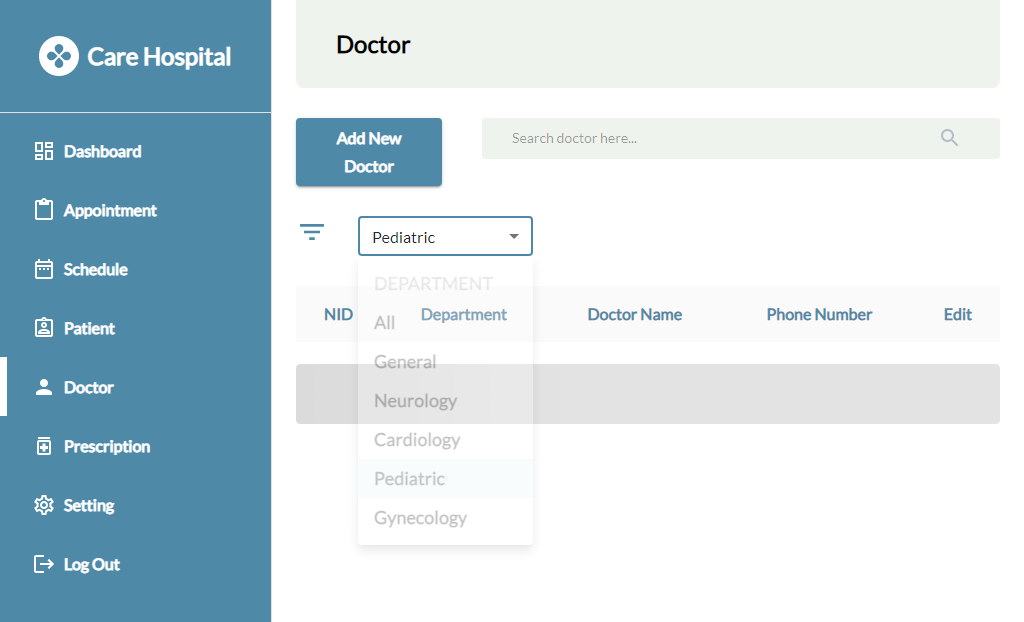 Care Hospital
Dashboard
Appointment
Schedule
Patient
Doctor
Prescription
Setting
Log Out
Doctor
Add New
Doctor
Search doctor here...
Pediatric
DEPARTMENT
All
General
Neurology
Cardiology
Pediatric
Gynecology
NID Department Doctor Name Phone Number Edit